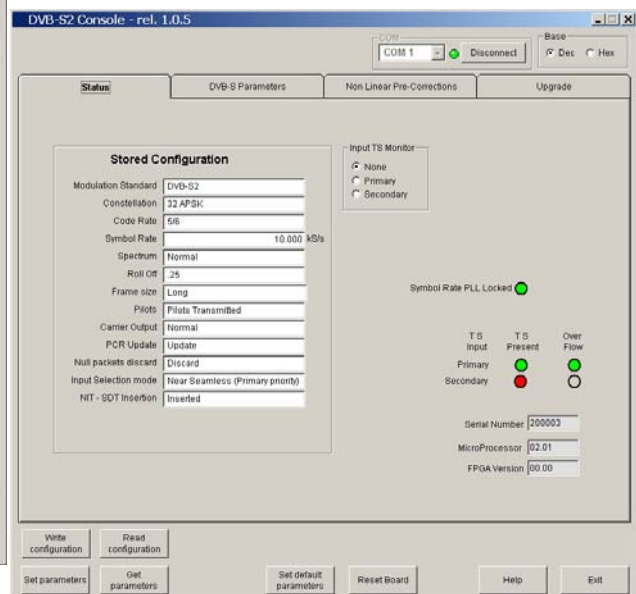 DVB-S2 Console - rel. 1.0.5
COM
COM 1
Disconnect
Base
Dec
Hex
Status
DVB-S Parameters
Non Linear Pre-Corrections
Upgrade
Stored Configuration
Modulation Standard DVB-S2
Constellation 32 APSK
Code Rate 5/6
Symbol Rate 10.000 kS/s
Spectrum Normal
Roll Off .25
Frame size Long
Pilots Pilots Transmitted
Carrier Output Normal
PCR Update Update
Null packets discard Discard
Input Selection mode Near Seamless (Primary priority)
NIT - SDT Insertion Inserted
Input TS Monitor
None
Primary
Secondary
Symbol Rate PLL Locked
TS Input
TS Present
Over Flow
Primary
Secondary
Serial Number 200003
MicroProcessor 02.01
FPGA Version 00.00
Write configuration
Read configuration
Set parameters
Get parameters
Set default parameters
Reset Board
Help
Exit